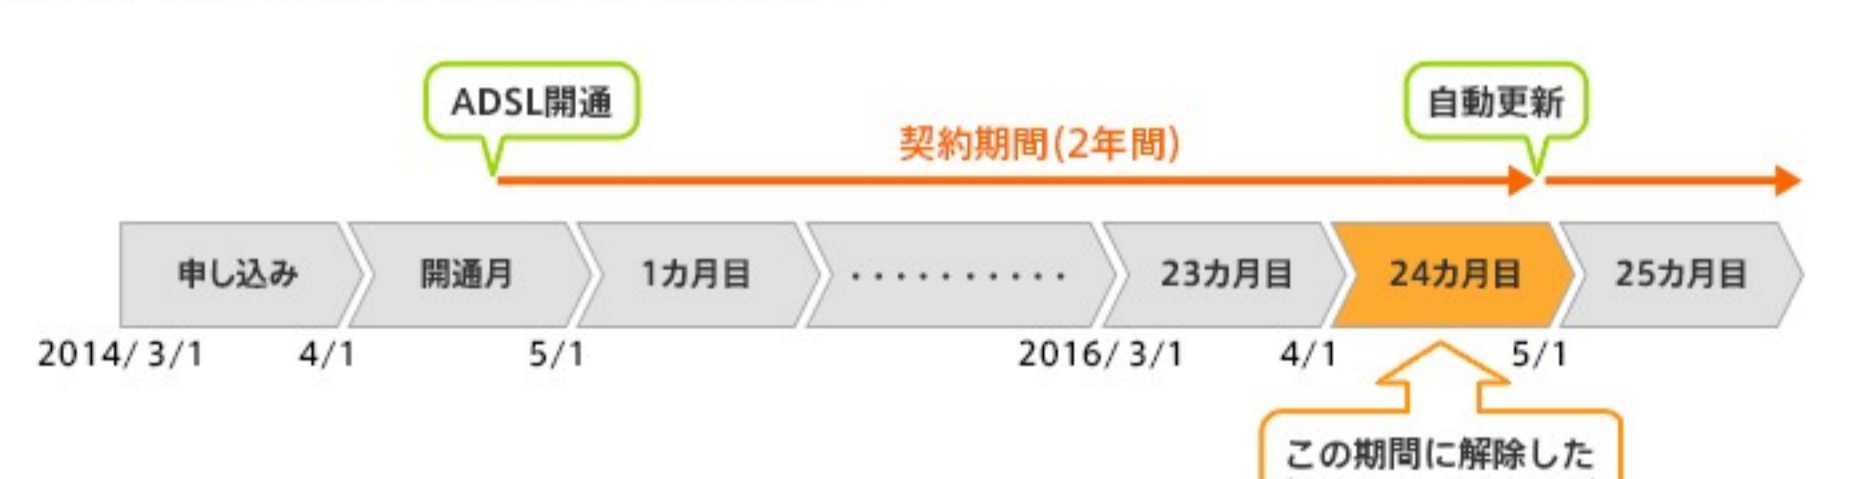 ADSL開通
自動更新
契約期間(2年間)
申し込み
開通月
1カ月目
··········
23カ月目
24カ月目
25カ月目
2014/ 3/1
4/1
5/1
2016/ 3/1
4/1
5/1
この期間に解除した